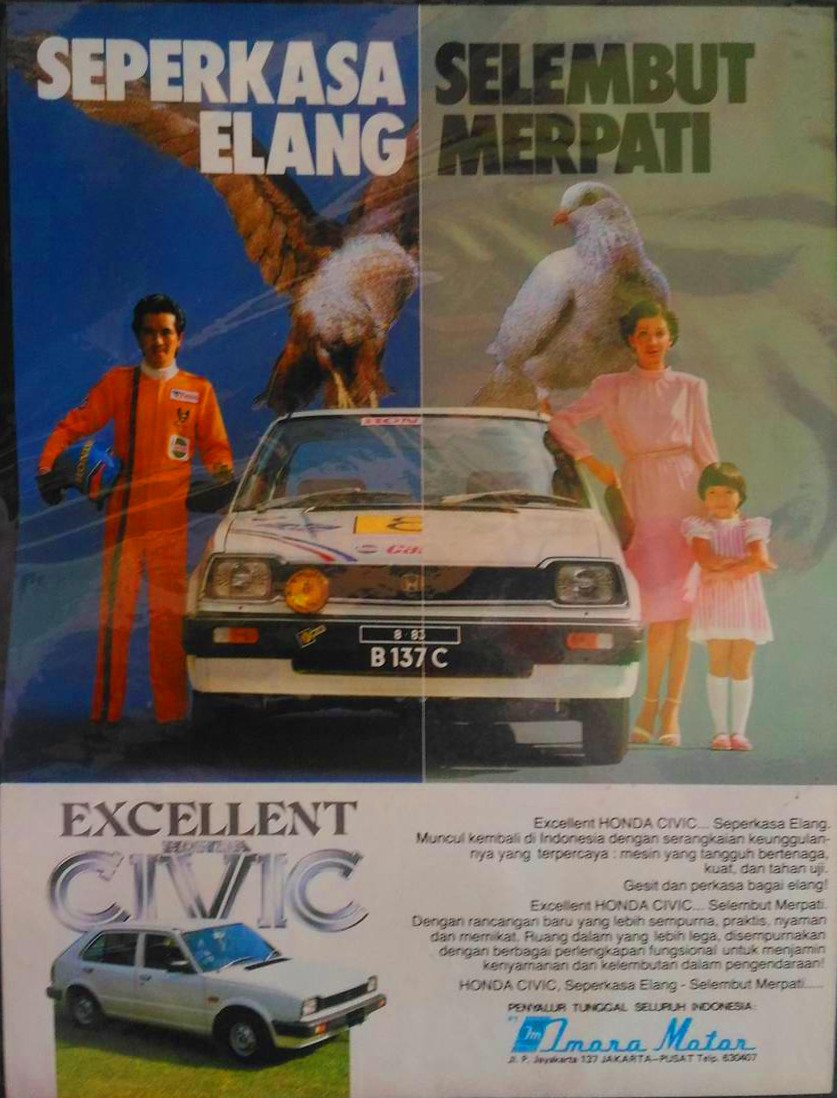 SEPERKASA
ELANG
SELEMBUT
MERPATI
HON
8 - 83
B 137 C
EXCELLENT
HONDA
CIVIC
Excellent HONDA CIVIC... Seperkasa Elang.
Muncul kembali di Indonesia dengan serangkaian keunggulan-
nya yang terpercaya : mesin yang tangguh bertenaga,
kuat, dan tahan uji.
Gesit dan perkasa bagai elang!
Excellent HONDA CIVIC... Selembut Merpati.
Dengan rancangan baru yang lebih sempurna, praktis, nyaman
dan memikat. Ruang dalam yang lebih lega, disempurnakan
dengan berbagai perlengkapan fungsional untuk menjamin
kenyamanan dan kelembutan dalam pengendaraan!
HONDA CIVIC, Seperkasa Elang - Selembut Merpati.....
PENYALUR TUNGGAL SELURUH INDONESIA:
PT. Im Imora Motor
Jl. P. Jayakarta 137 JAKARTA-PUSAT Telp. 630407